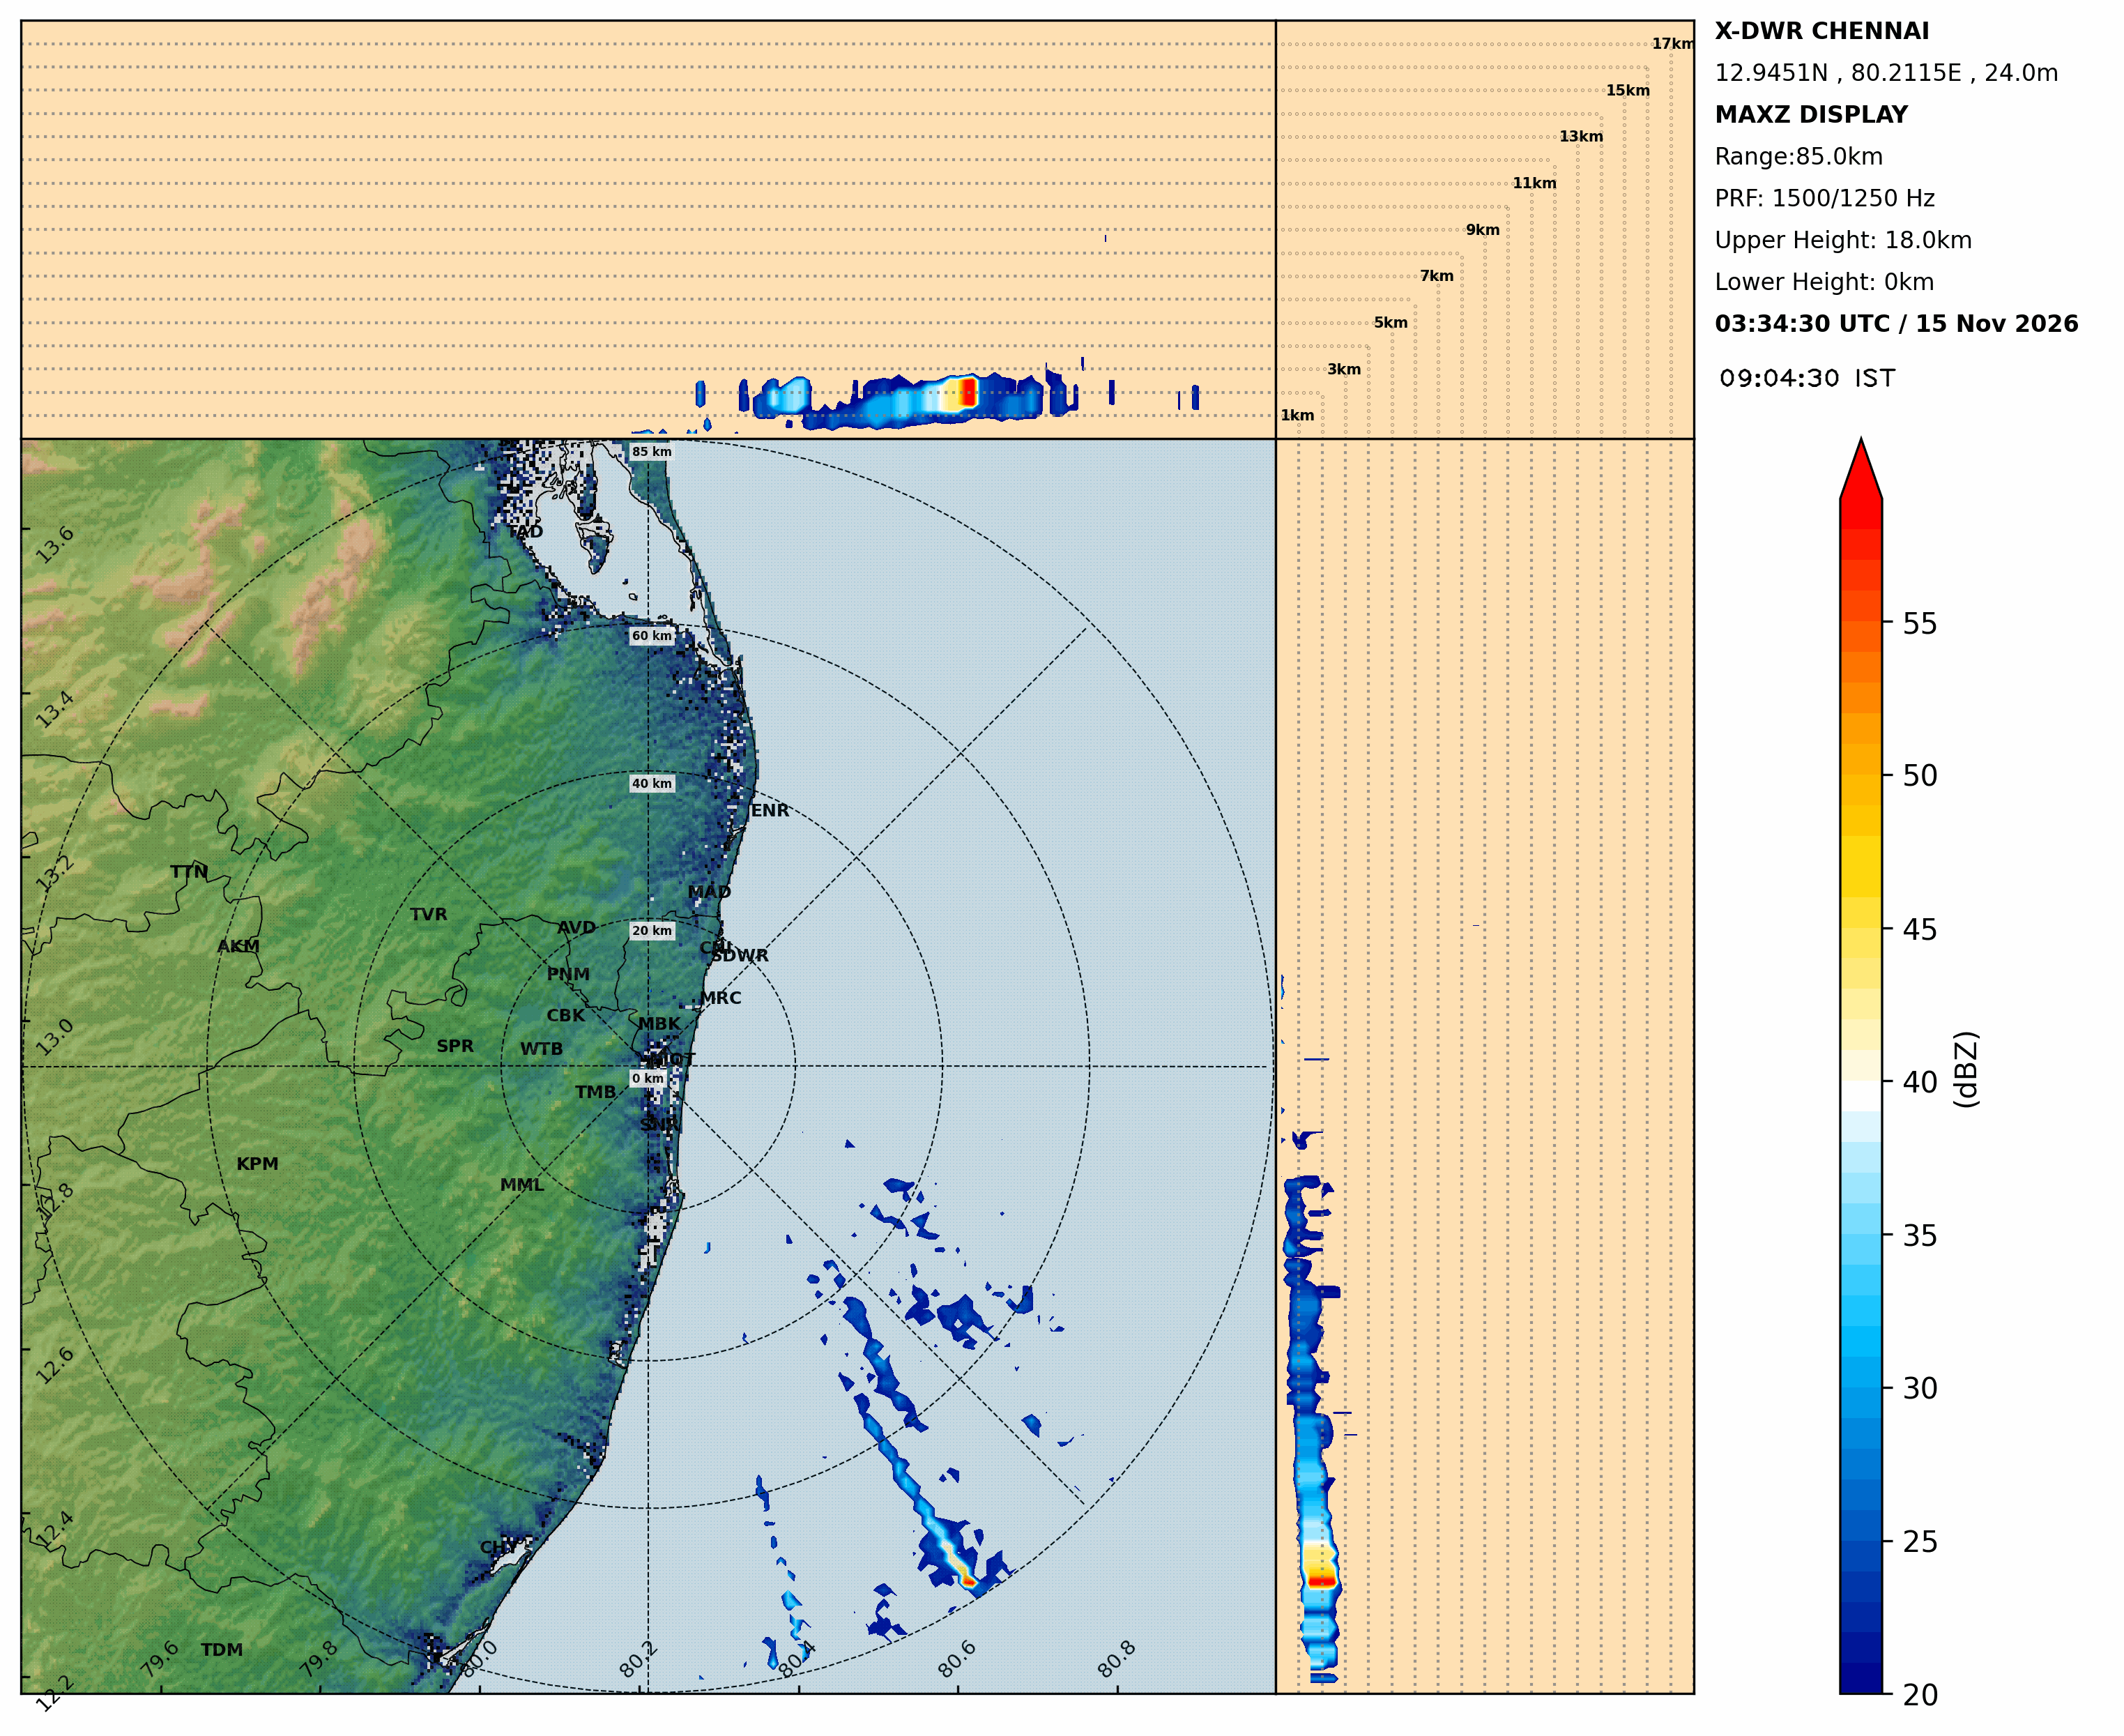 X-DWR CHENNAI
12.9451N , 80.2115E , 24.0m
MAXZ DISPLAY
Range:85.0km
PRF: 1500/1250 Hz
Upper Height: 18.0km
Lower Height: 0km
03:34:30 UTC / 15 Nov 2026
09:04:30 IST
17km
15km
13km
11km
9km
7km
5km
3km
1km
85 km
TAD
13.6
60 km
13.4
40 km
ENR
13.2
TTN
MAD
TVR
AVD
20 km
AKM
SDWR
PNM
MRC
CBK
MBK
13.0
SPR
WTB
0 km
TMB
SNR
KPM
MML
12.8
12.6
12.4
CHY
TDM
12.2
79.6
79.8
80.0
80.2
80.4
80.6
80.8
55
50
45
40
35
30
25
20
(dBZ)